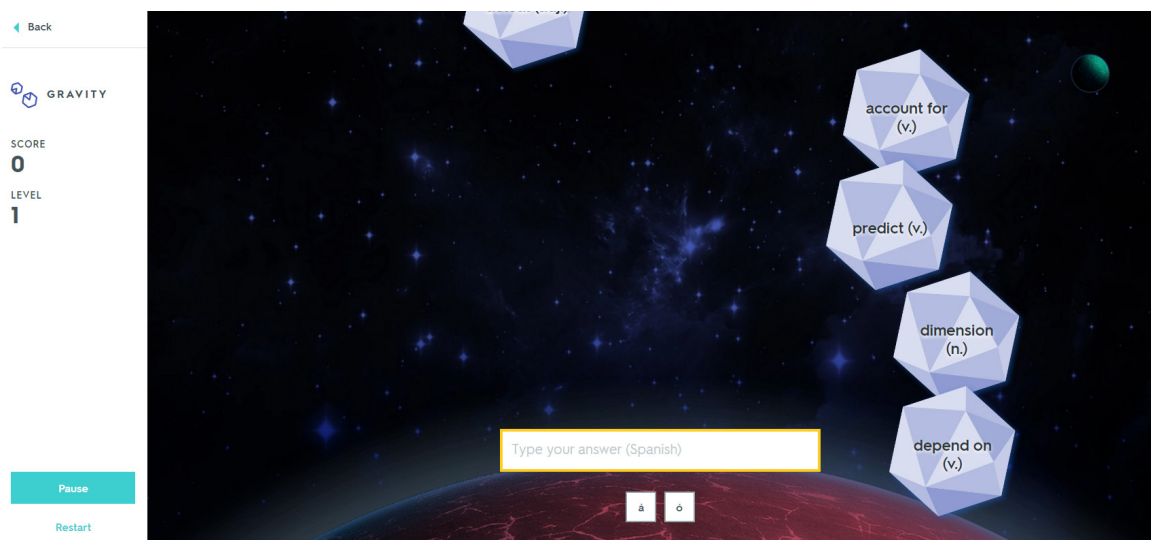 Back
GRAVITY
SCORE
0
LEVEL
1
account for
(v.)
predict (v.)
dimension
(n.)
depend on
(v.)
Type your answer (Spanish)
á
ó
Pause
Restart